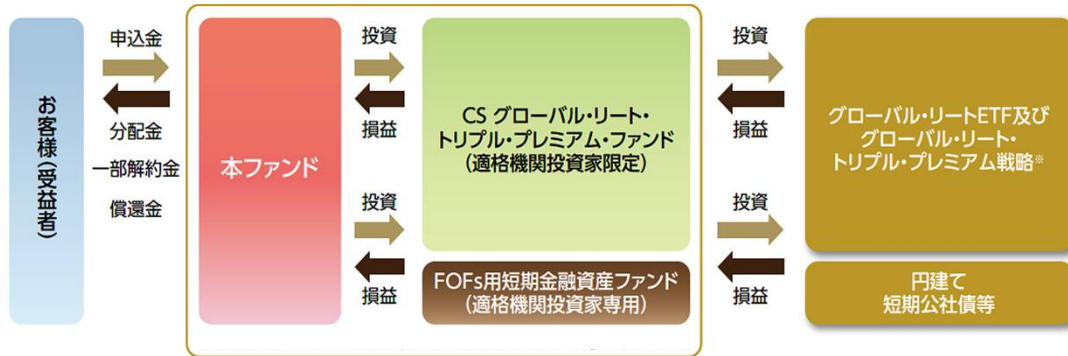 お客様(受益者)
申込金
分配金
一部解約金
償還金
本ファンド
投資
損益
投資
損益
CS グローバル・リート・
トリプル・プレミアム・ファンド
(適格機関投資家限定)
FOFs用短期金融資産ファンド
(適格機関投資家専用)
投資
損益
投資
損益
グローバル・リートETF及び
グローバル・リート・
トリプル・プレミアム戦略※
円建て
短期公社債等